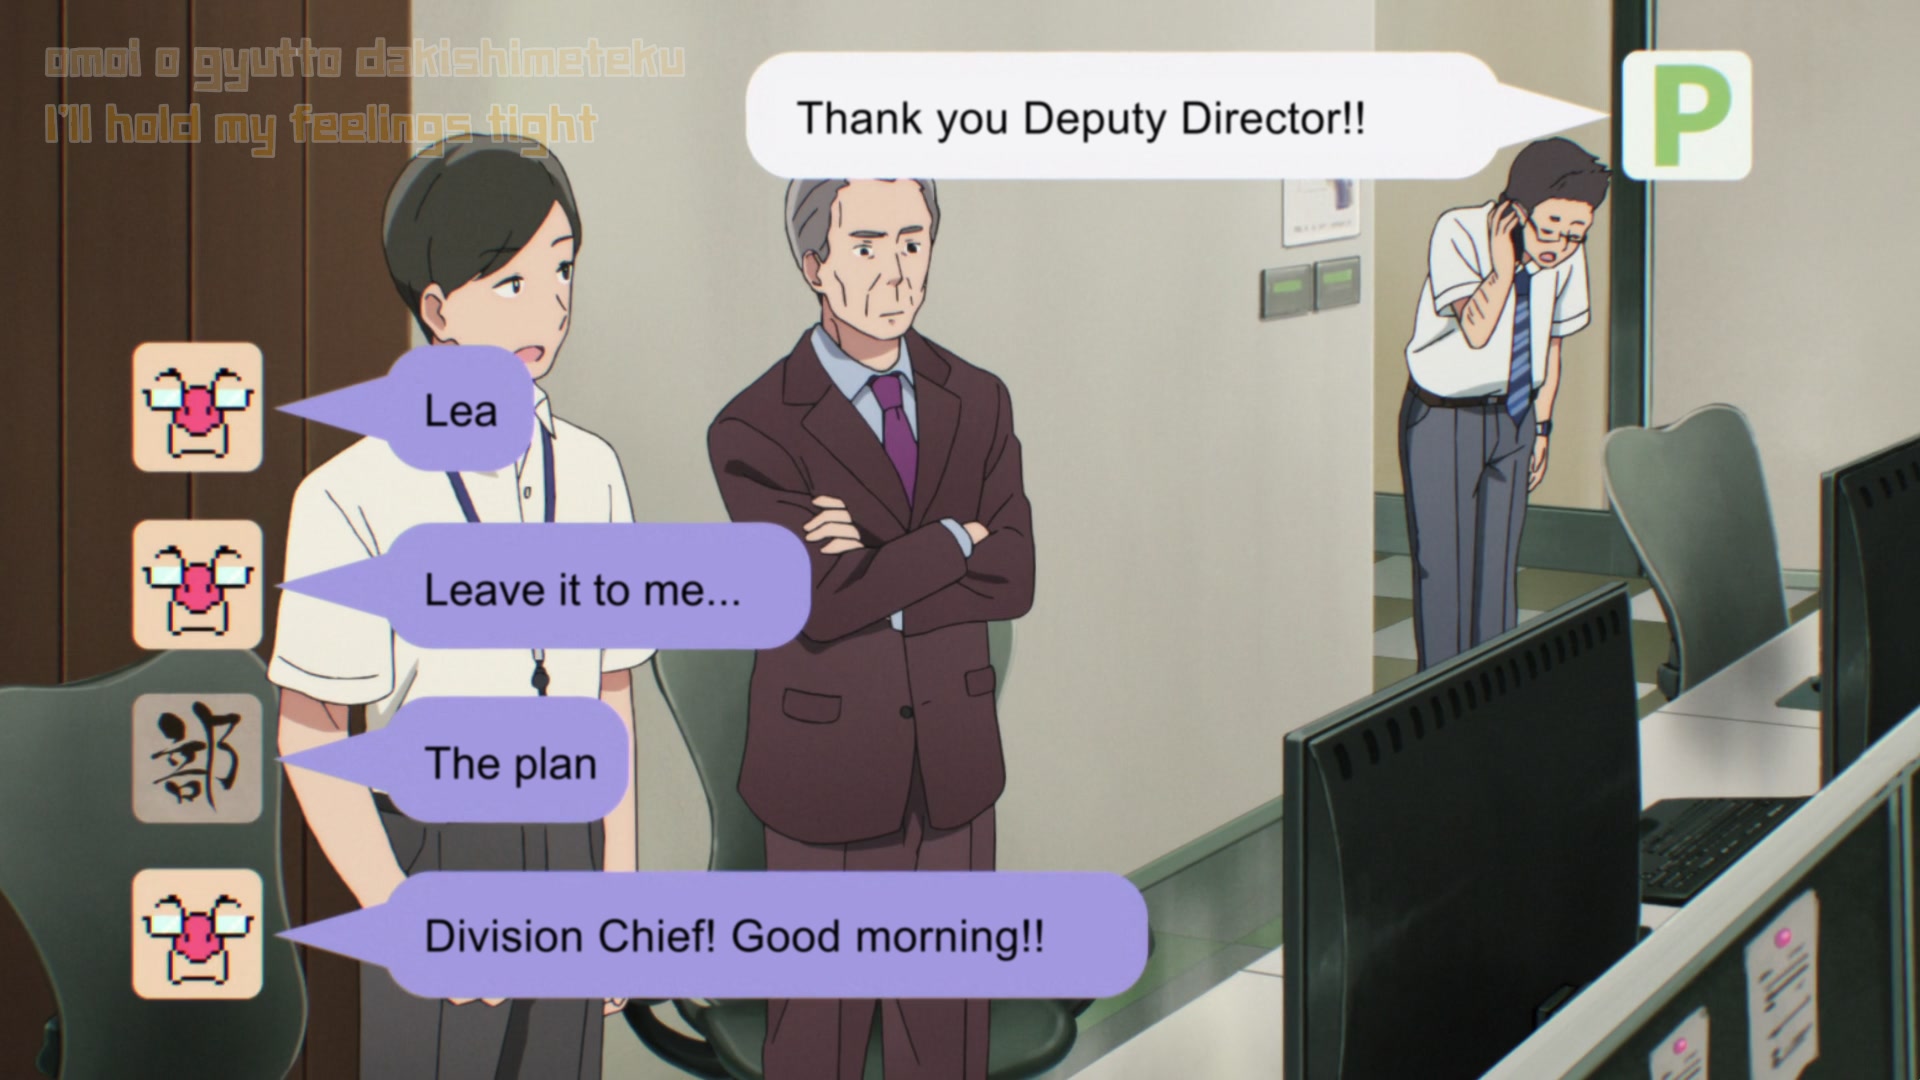 omoi o gyutto dakishimeteku
I'll hold my feelings tight
Thank you Deputy Director!!
P
Lea
Leave it to me...
部
The plan
Division Chief! Good morning!!